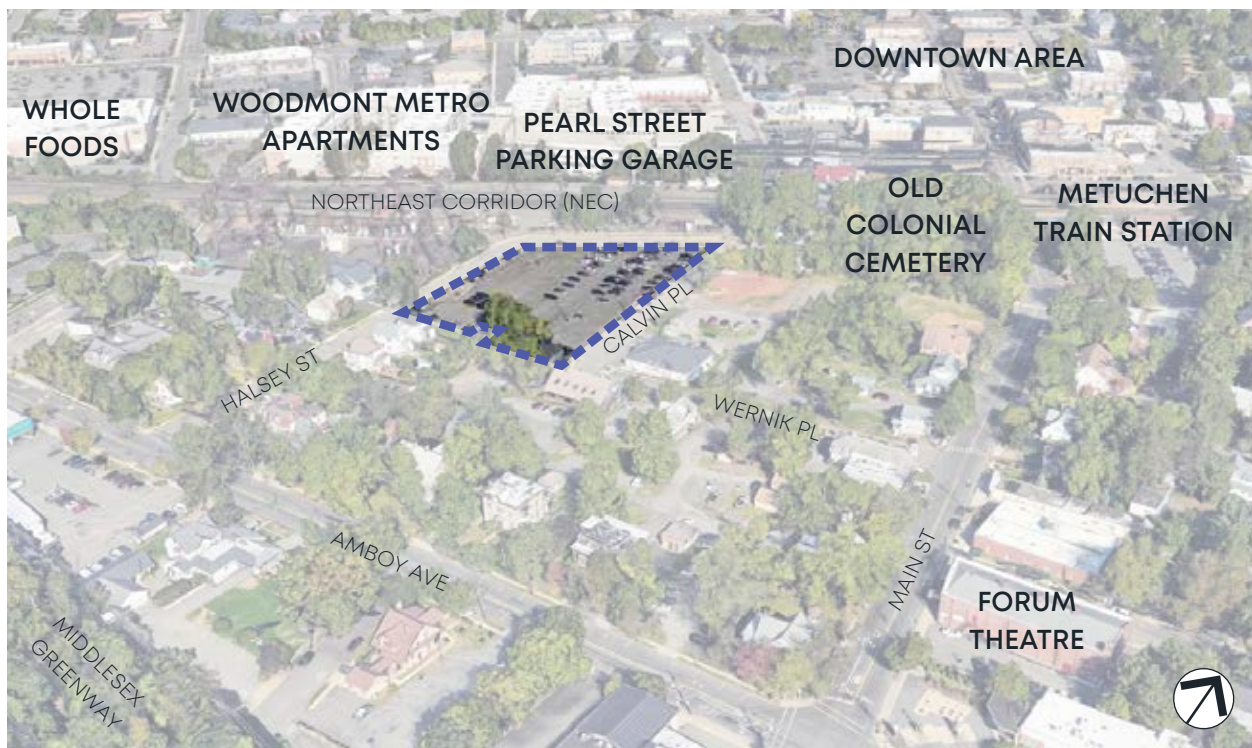 DOWNTOWN AREA
WHOLE
FOODS
WOODMONT METRO
APARTMENTS
PEARL STREET
PARKING GARAGE
NORTHEAST CORRIDOR (NEC)
OLD
COLONIAL
CEMETERY
METUCHEN
TRAIN STATION
CALVIN PL
HALSEY ST
WERNIK PL
AMBOY AVE
MAIN ST
FORUM
THEATRE
MIDDLESEX
GREENWAY